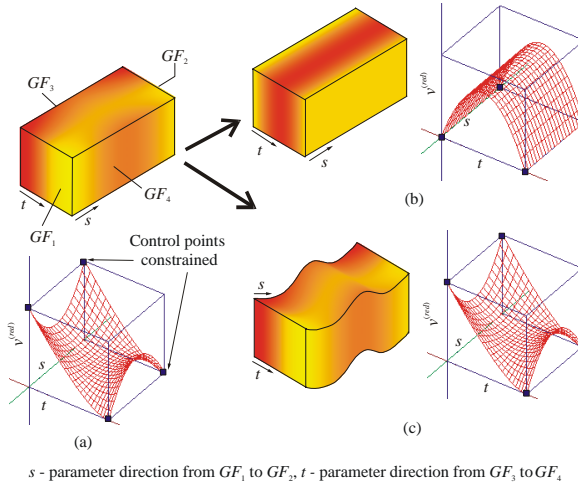 GF2
GF3
GF4
GF1
t
s
t
s
v(red)
s
t
(b)
Control points
constrained
v(red)
s
t
(a)
s
t
v(red)
s
t
(c)
s - parameter direction from GF1 to GF2, t - parameter direction from GF3 to GF4